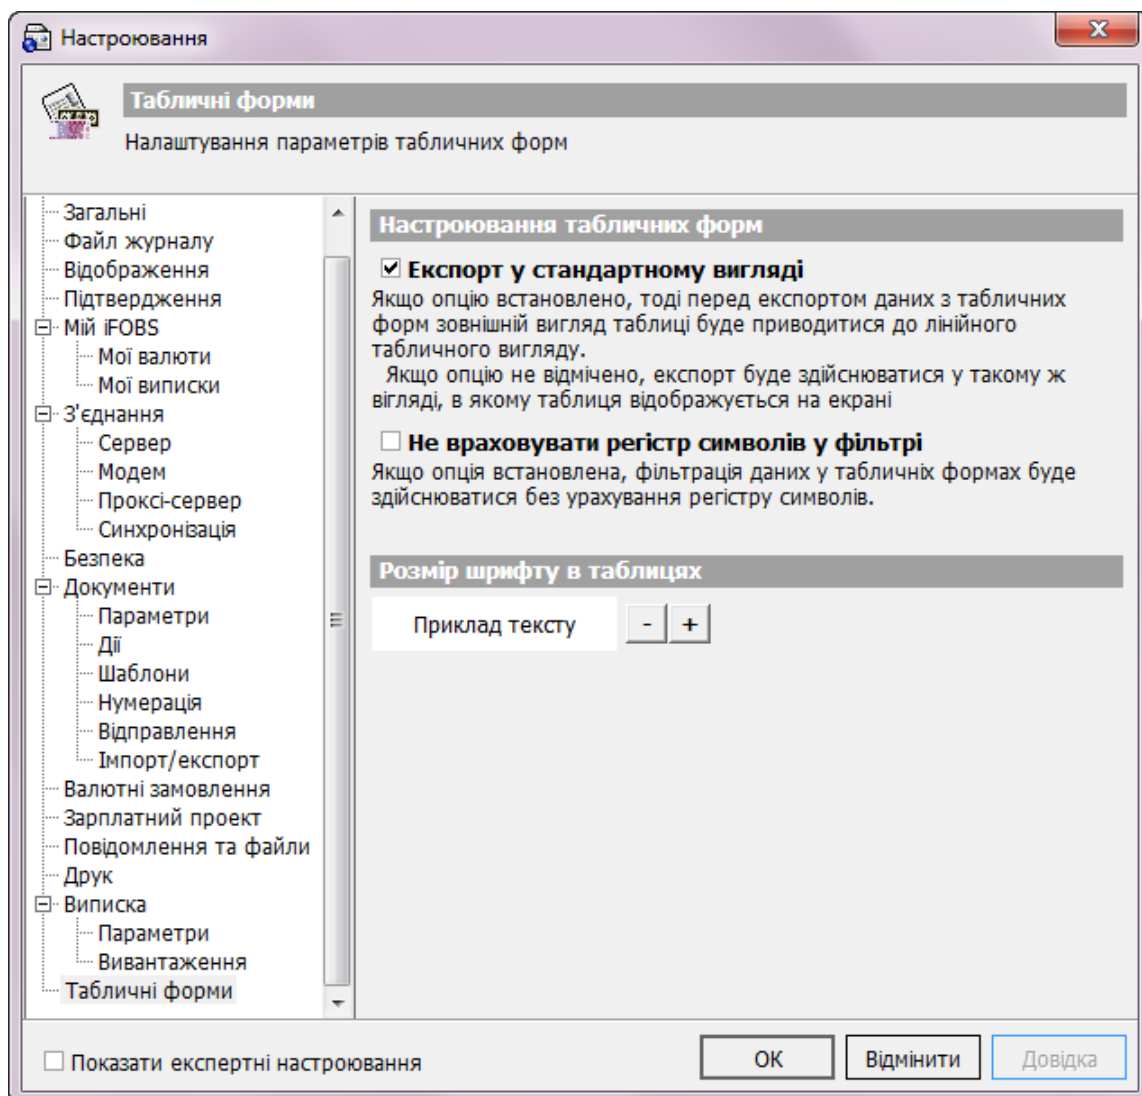 Настроювання
Табличні форми
Налаштування параметрів табличних форм
Загальні
Файл журналу
Відображення
Підтвердження
Мій iFOBS
Мої валюти
Мої виписки
З'єднання
Сервер
Модем
Проксі-сервер
Синхронізація
Безпека
Документи
Параметри
Дії
Шаблони
Нумерація
Відправлення
Імпорт/експорт
Валютні замовлення
Зарплатний проект
Повідомлення та файли
Друк
Виписка
Параметри
Вивантаження
Табличні форми
Настроювання табличних форм
Експорт у стандартному вигляді
Якщо опцію встановлено, тоді перед експортом даних з табличних
форм зовнішній вигляд таблиці буде приводитися до лінійного
табличного вигляду.
Якщо опцію не відмічено, експорт буде здійснюватися у такому ж
вігляді, в якому таблиця відображується на екрані
Не враховувати регістр символів у фільтрі
Якщо опція встановлена, фільтрація даних у табличніх формах буде
здійснюватися без урахування регістру символів.
Розмір шрифту в таблицях
Приклад тексту - +
Показати експертні настроювання
OK Відмінити Довідка